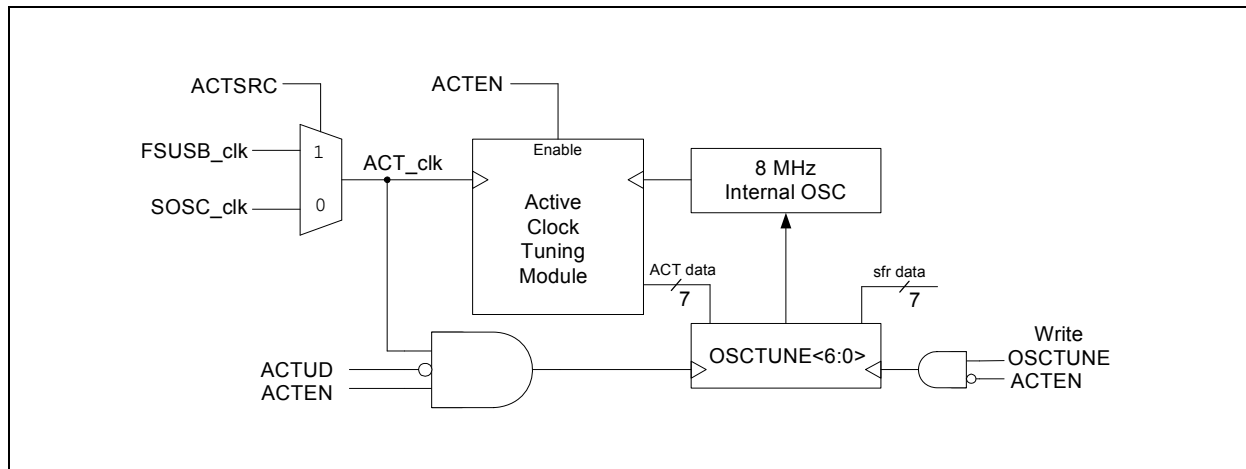 ACTSRC
ACTEN
FSUSB_clk
1
ACT_clk
Enable
8 MHz
Internal OSC
SOSC_clk
0
Active
Clock
Tuning
Module
ACT data
7
sfr data
7
Write
OSCTUNE<6:0>
OSCTUNE
ACTUD
ACTEN
ACTEN